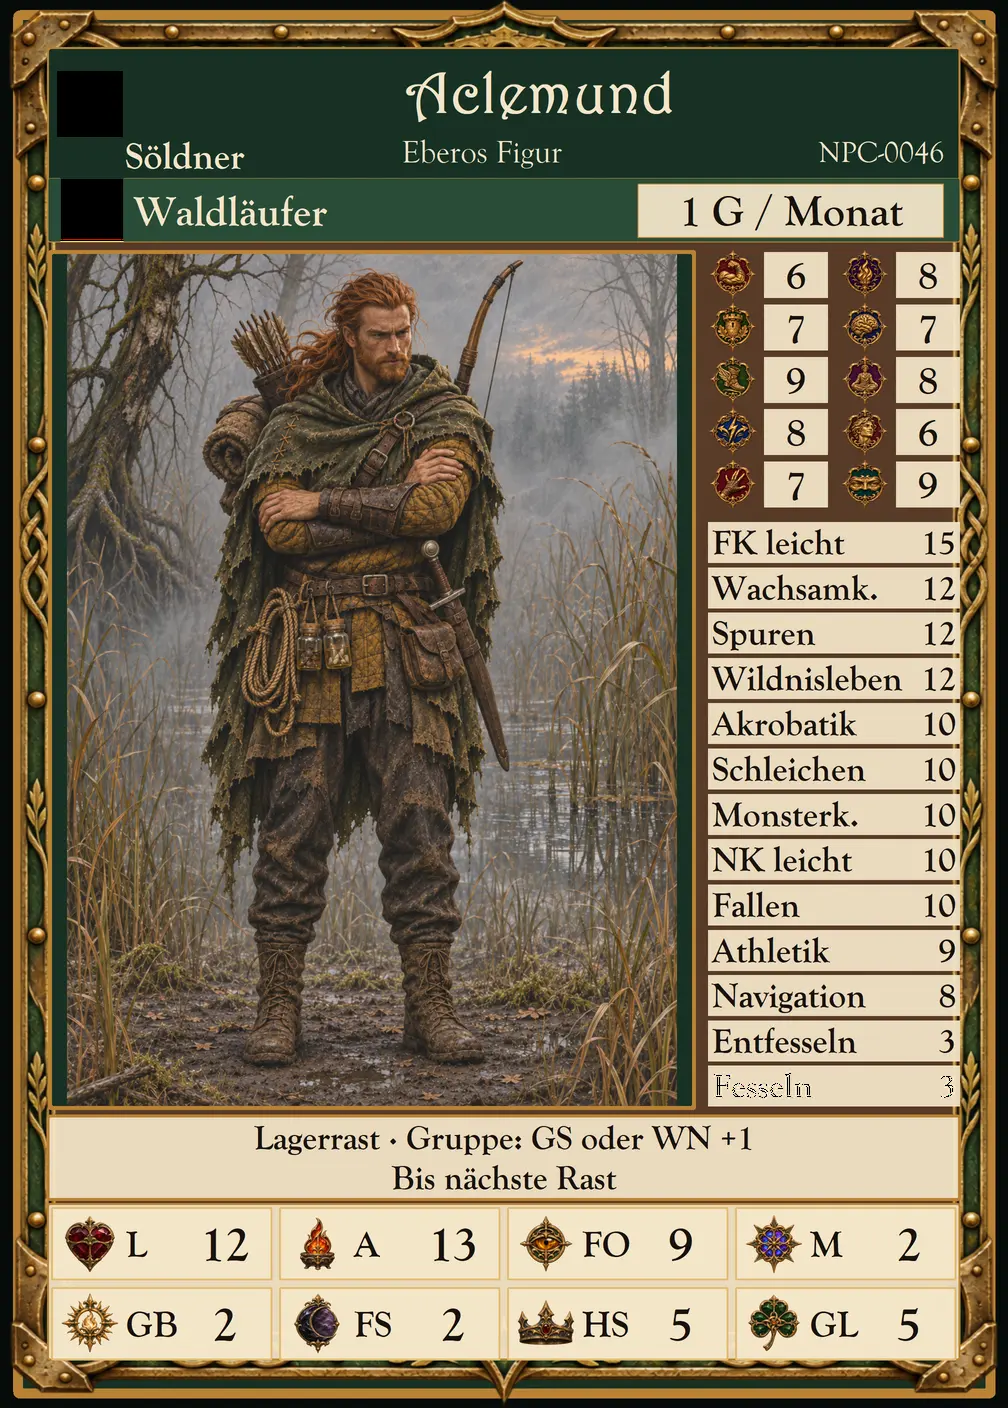 Aclemund
Söldner
Eberos Figur
NPC-0046
Waldläufer
1 G / Monat
6 8
7 7
9 8
8 6
7 9
FK leicht 15
Wachsamk. 12
Spuren 12
Wildnisleben 12
Akrobatik 10
Schleichen 10
Monsterk. 10
NK leicht 10
Fallen 10
Athletik 9
Navigation 8
Entfesseln 3
Fesseln 3
Lagerrast · Gruppe: GS oder WN +1
Bis nächste Rast
L 12 A 13 FO 9 M 2
GB 2 FS 2 HS 5 GL 5